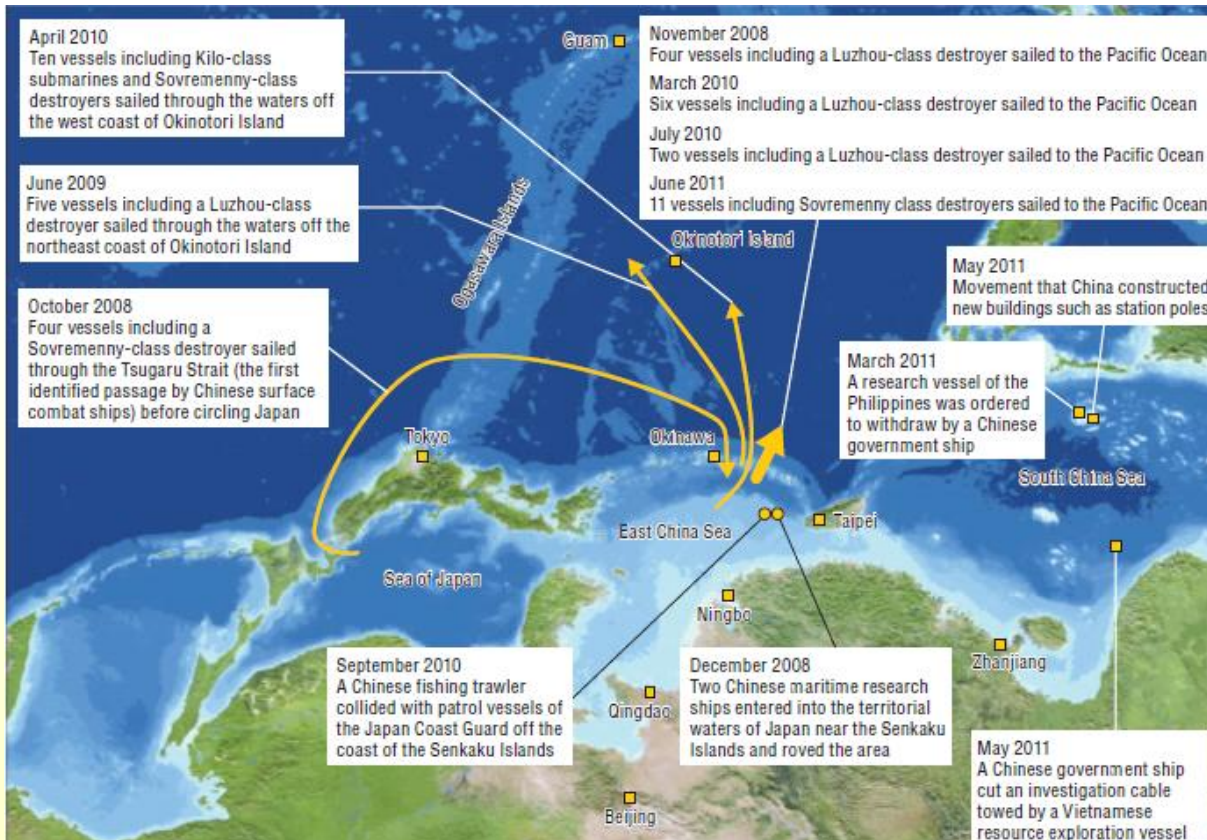 April 2010
Ten vessels including Kilo-class
submarines and Sovremenny-class
destroyers sailed through the waters off
the west coast of Okinotori Island
Guam
November 2008
Four vessels including a Luzhou-class destroyer sailed to the Pacific Ocean
March 2010
Six vessels including a Luzhou-class destroyer sailed to the Pacific Ocean
July 2010
Two vessels including a Luzhou-class destroyer sailed to the Pacific Ocean
June 2011
11 vessels including Sovremenny class destroyers sailed to the Pacific Ocean
June 2009
Five vessels including a Luzhou-class
destroyer sailed through the waters off the
northeast coast of Okinotori Island
Ogasawara Islands
Okinotori Island
October 2008
Four vessels including a
Sovremenny-class destroyer sailed
through the Tsugaru Strait (the first
identified passage by Chinese surface
combat ships) before circling Japan
May 2011
Movement that China constructed
new buildings such as station poles
March 2011
A research vessel of the
Philippines was ordered
to withdraw by a Chinese
government ship
Tokyo
Okinawa
South China Sea
East China Sea
Taipei
Sea of Japan
Ningbo
Zhanjiang
September 2010
A Chinese fishing trawler
collided with patrol vessels of
the Japan Coast Guard off the
coast of the Senkaku Islands
Qingdao
December 2008
Two Chinese maritime research
ships entered into the territorial
waters of Japan near the Senkaku
Islands and roved the area
Beijing
May 2011
A Chinese government ship
cut an investigation cable
towed by a Vietnamese
resource exploration vessel